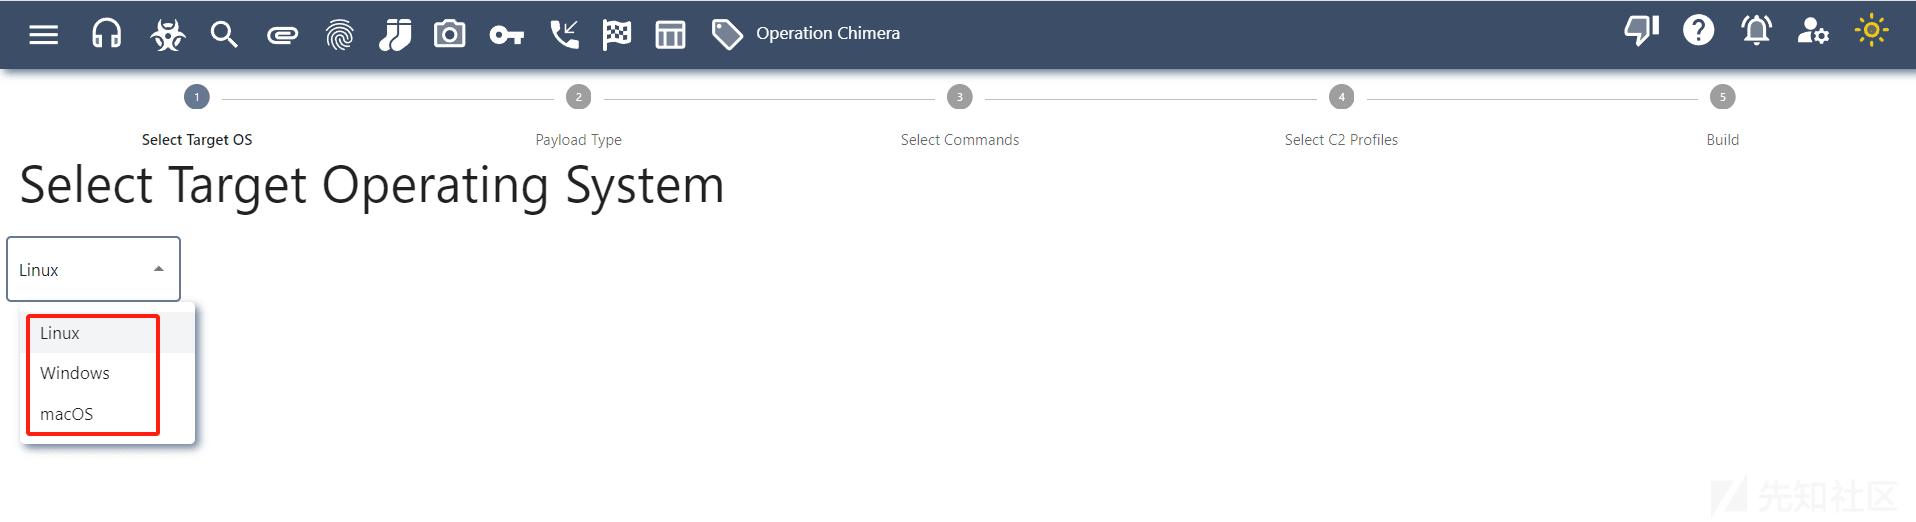 Operation Chimera
1
2
3
4
5
Select Target OS
Payload Type
Select Commands
Select C2 Profiles
Build
Select Target Operating System
Linux
Linux
Windows
macOS
先知社区